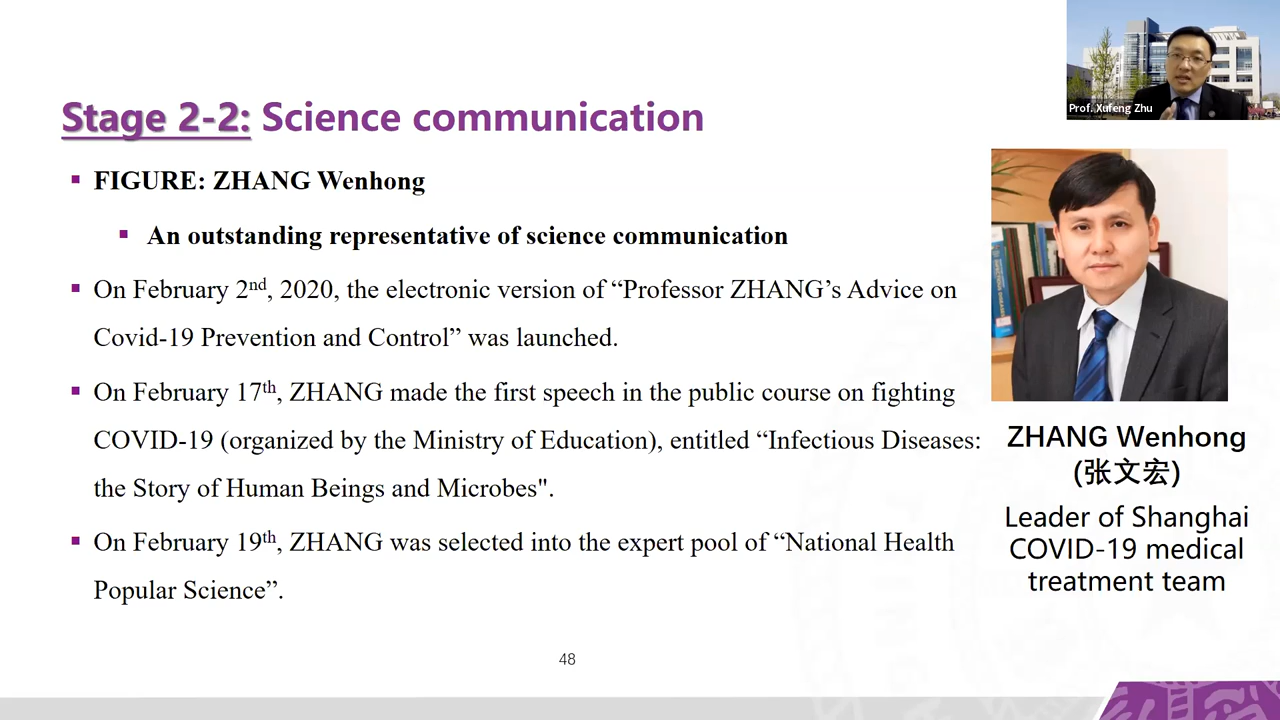 Prof. Xufeng Zhu
Stage 2-2: Science communication
FIGURE: ZHANG Wenhong
An outstanding representative of science communication
On February 2nd, 2020, the electronic version of “Professor ZHANG’s Advice on
Covid-19 Prevention and Control” was launched.
On February 17th, ZHANG made the first speech in the public course on fighting
COVID-19 (organized by the Ministry of Education), entitled “Infectious Diseases:
the Story of Human Beings and Microbes".
On February 19th, ZHANG was selected into the expert pool of “National Health
Popular Science”.
ZHANG Wenhong
(张文宏)
Leader of Shanghai
COVID-19 medical
treatment team
48